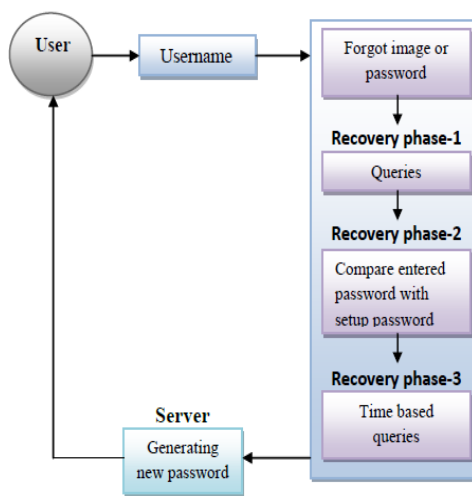 User
Username
Forgot image or
password
Recovery phase-1
Queries
Recovery phase-2
Compare entered
password with
setup password
Recovery phase-3
Time based
queries
Server
Generating
new password